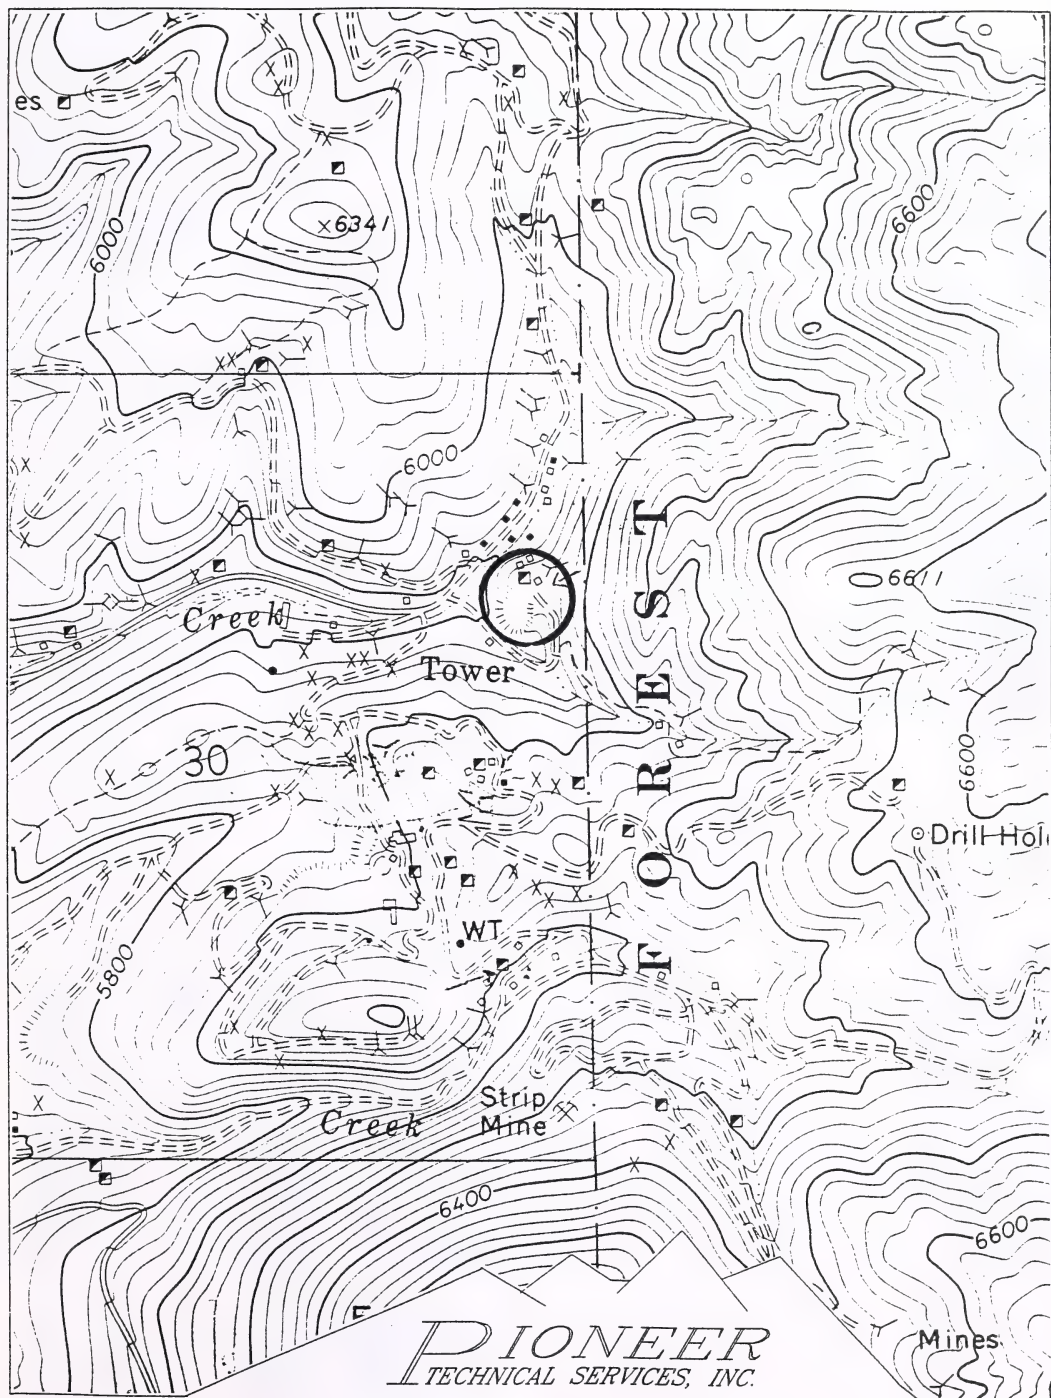 es
×6341
6000
6600
6000
FOREST
6611
Creek
Tower
30
6600
Drill Hol
WT
5800
Strip
Mine
Creek
6400
6600
Mines
PIONEER
TECHNICAL SERVICES, INC.